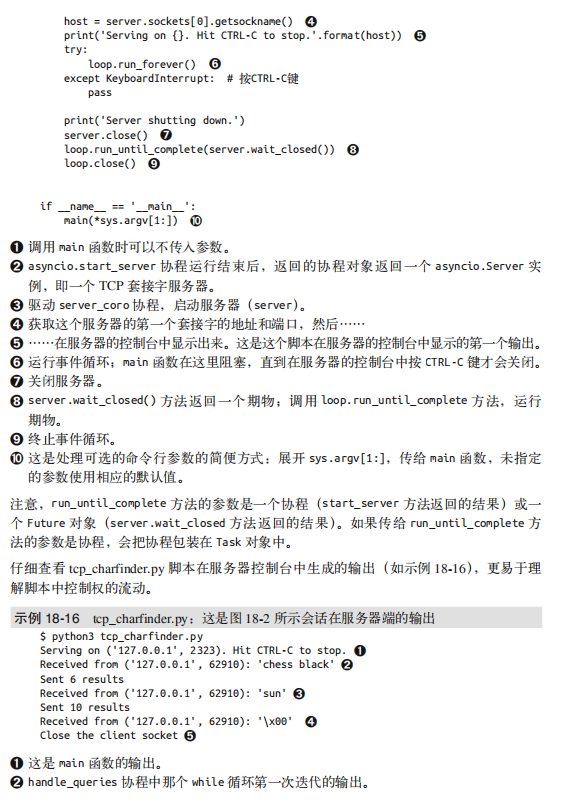 host = server.sockets[0].getsockname() ❹
print('Serving on {}. Hit CTRL-C to stop.'.format(host)) ❺
try:
loop.run_forever() ❻
except KeyboardInterrupt: # 按CTRL-C键
pass
print('Server shutting down.')
server.close() ❼
loop.run_until_complete(server.wait_closed()) ❽
loop.close() ❾
if __name__ == '__main__':
main(*sys.argv[1:]) ❿
❶ 调用 main 函数时可以不传入参数。
❷ asyncio.start_server 协程运行结束后，返回的协程对象返回一个 asyncio.Server 实
例，即一个 TCP 套接字服务器。
❸ 驱动 server_coro 协程，启动服务器（server）。
❹ 获取这个服务器的第一个套接字的地址和端口，然后……
❺ ……在服务器的控制台中显示出来。这是这个脚本在服务器的控制台中显示的第一个输出。
❻ 运行事件循环；main 函数在这里阻塞，直到在服务器的控制台中按 CTRL-C 键才会关闭。
❼ 关闭服务器。
❽ server.wait_closed() 方法返回一个期物；调用 loop.run_until_complete 方法，运行
期物。
❾ 终止事件循环。
❿ 这是处理可选的命令行参数的简便方式：展开 sys.argv[1:]，传给 main 函数，未指定
的参数使用相应的默认值。
注意，run_until_complete 方法的参数是一个协程（start_server 方法返回的结果）或一
个 Future 对象（server.wait_closed 方法返回的结果）。如果传给 run_until_complete 方
法的参数是协程，会把协程包装在 Task 对象中。
仔细查看 tcp_charfinder.py 脚本在服务器控制台中生成的输出（如示例 18-16），更易于理
解脚本中控制权的流动。
示例 18-16 tcp_charfinder.py：这是图 18-2 所示会话在服务器端的输出
$ python3 tcp_charfinder.py
Serving on ('127.0.0.1', 2323). Hit CTRL-C to stop. ❶
Received from ('127.0.0.1', 62910): 'chess black' ❷
Sent 6 results
Received from ('127.0.0.1', 62910): 'sun' ❸
Sent 10 results
Received from ('127.0.0.1', 62910): '\x00' ❹
Close the client socket ❺
❶ 这是 main 函数的输出。
❷ handle_queries 协程中那个 while 循环第一次迭代的输出。